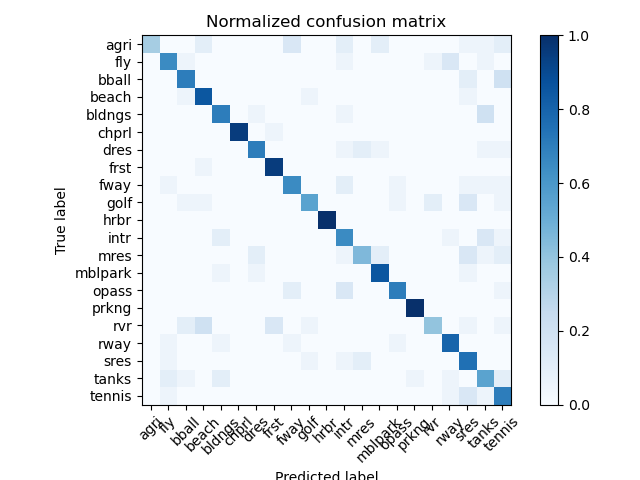 Normalized confusion matrix
True label
agri
fly
bball
beach
bldngs
chprl
dres
frst
fway
golf
hrbr
intr
mres
mblpark
opass
prkng
rvr
rway
sres
tanks
tennis
agri
fly
bball
beach
bldngs
chprl
dres
frst
fway
golf
hrbr
intr
mres
mblpark
opass
prkng
rvr
rway
sres
tanks
tennis
Predicted label
1.0
0.8
0.6
0.4
0.2
0.0